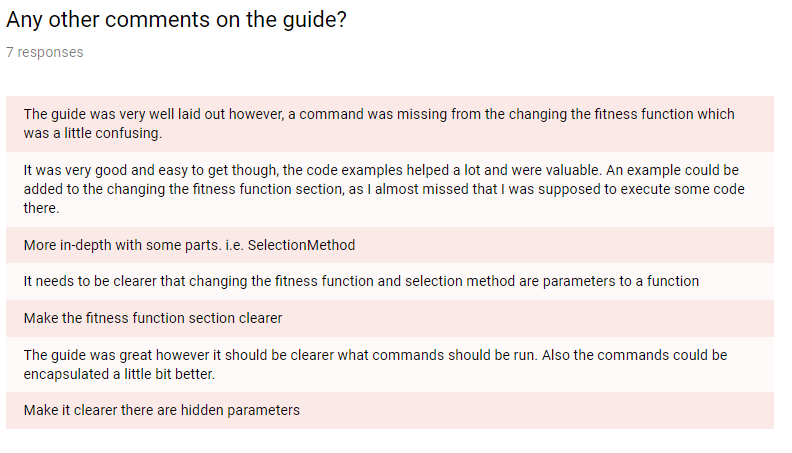 Any other comments on the guide?
7 responses
The guide was very well laid out however, a command was missing from the changing the fitness function which
was a little confusing.
It was very good and easy to get though, the code examples helped a lot and were valuable. An example could be
added to the changing the fitness function section, as I almost missed that I was supposed to execute some code
there.
More in-depth with some parts. i.e. SelectionMethod
It needs to be clearer that changing the fitness function and selection method are parameters to a function
Make the fitness function section clearer
The guide was great however it should be clearer what commands should be run. Also the commands could be
encapsulated a little bit better.
Make it clearer there are hidden parameters